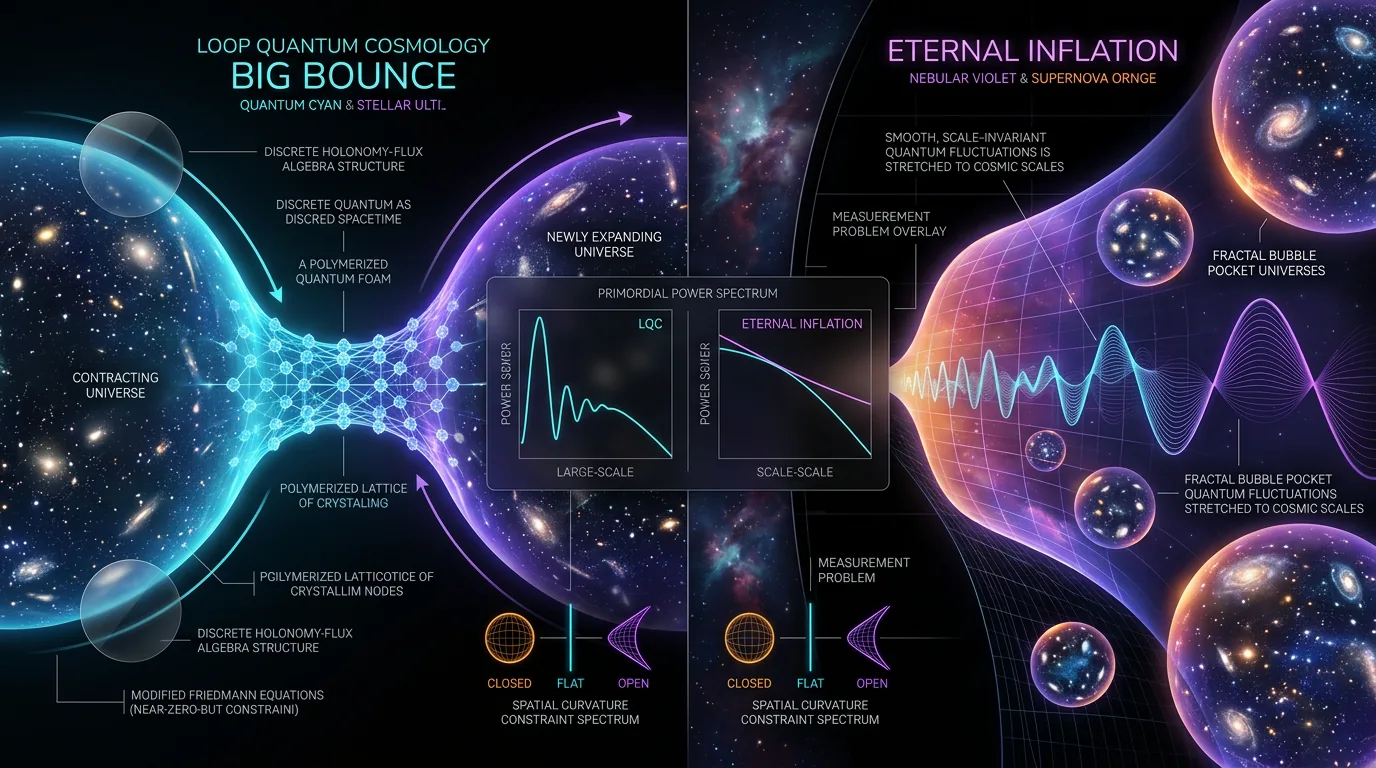 LOOP QUANTUM COSMOLOGY
BIG BOUNCE
QUANTUM CYAN & STELLAR ULTI..
DISCRETE HOLONOMY-FLUX
ALGEBRA STRUCTURE
DISCRETE QUANTUM AS
DISCRED SPACETIME
A POLYMERIZED
QUANTUM FOAM
NEWLY EXPANDING
UNIVERSE
CONTRACTING
UNIVERSE
POLYMERIZED LATTICE
OF CRYSTALING
PGILYMERIZED LATTICOTICE OF
CRYSTALLIM NODES
DISCRETE HOLONOMY-FLUX
ALGEBRA STRUCTURE
MODIFIED FRIEDMANN EQUATIONS
(NEAR-ZERO-BUT CONSTRAINI)
CLOSED
FLAT
OPEN
SPATIAL CURVATURE
CONSTRAINT SPECTRUM
PRIMORDIAL POWER SPECTRUM
LQC
POWER
LARGE-SCALE
ETERNAL INFLATION
POWER
SCALE-SCALE
ETERNAL INFLATION
NEBULAR VIOLET & SUPERNOVA ORNGE
SMOOTH, SCALE-INVARIANT
QUANTUM FLUCTUATIONS IS
STRETCHED TO COSMIC SCALES
MEASUEREMENT
PROBLEM OVERLAY
FRACTAL BUBBLE
POCKET UNIVERSES
FRACTAL BUBBLE POCKET
QUANTUM FLUCTUATIONS
STRETCHED TO COSMIC SCALES
MEASUREMENT
PROBLEM
CLOSED
FLAT
OPEN
SPATIAL CURVATURE
CONSTRAINT SPECTRUM